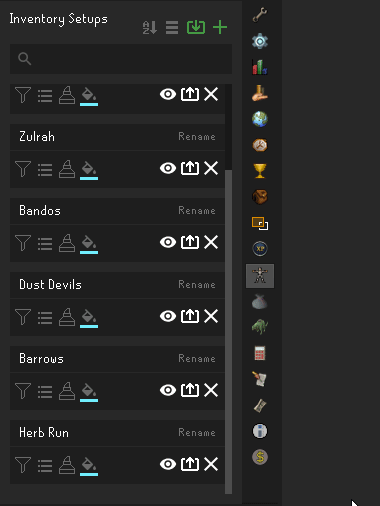 Inventory Setups
Zulrah
Rename
Bandos
Rename
Dust Devils
Rename
Barrows
Rename
Herb Run
Rename